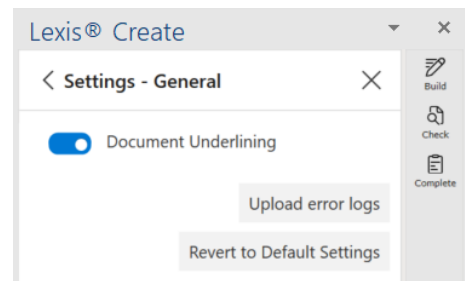 Lexis® Create
Settings - General
Document Underlining
Upload error logs
Revert to Default Settings
Build
Check
Complete